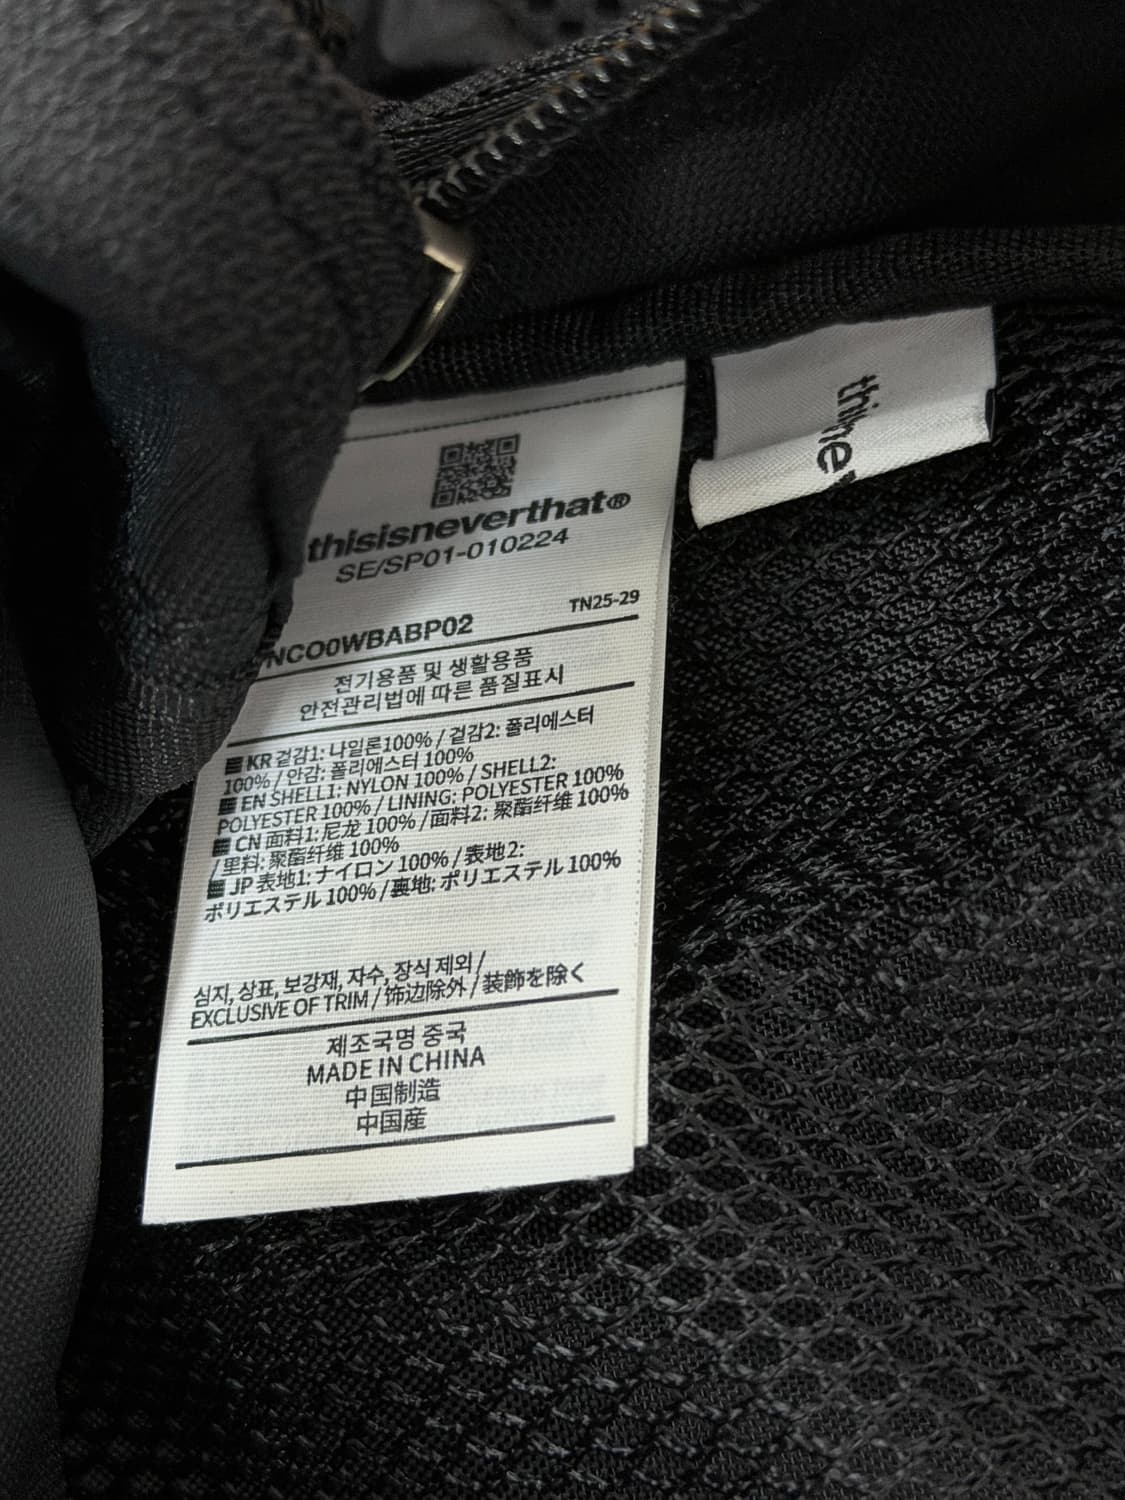 thisisneverthat®
SE/SP01-010224
TN25-29
NCO0WBABP02
전기용품 및 생활용품
안전관리법에 따른 품질표시
KR 겉감1: 나일론100% / 겉감2: 폴리에스터
100% / 안감: 폴리에스터 100%
EN SHELL1: NYLON 100% / SHELL2:
POLYESTER 100% / LINING: POLYESTER 100%
CN 面料1: 尼龙 100% / 面料2: 聚酯纤维 100%
/ 里料: 聚酯纤维 100%
JP 表地1: ナイロン 100% / 表地2:
ポリエステル 100% / 裏地: ポリエステル 100%
심지, 상표, 보강재, 자수, 장식 제외 /
EXCLUSIVE OF TRIM / 饰边除外 / 装飾を除く
제조국명 중국
MADE IN CHINA
中国制造
中国産